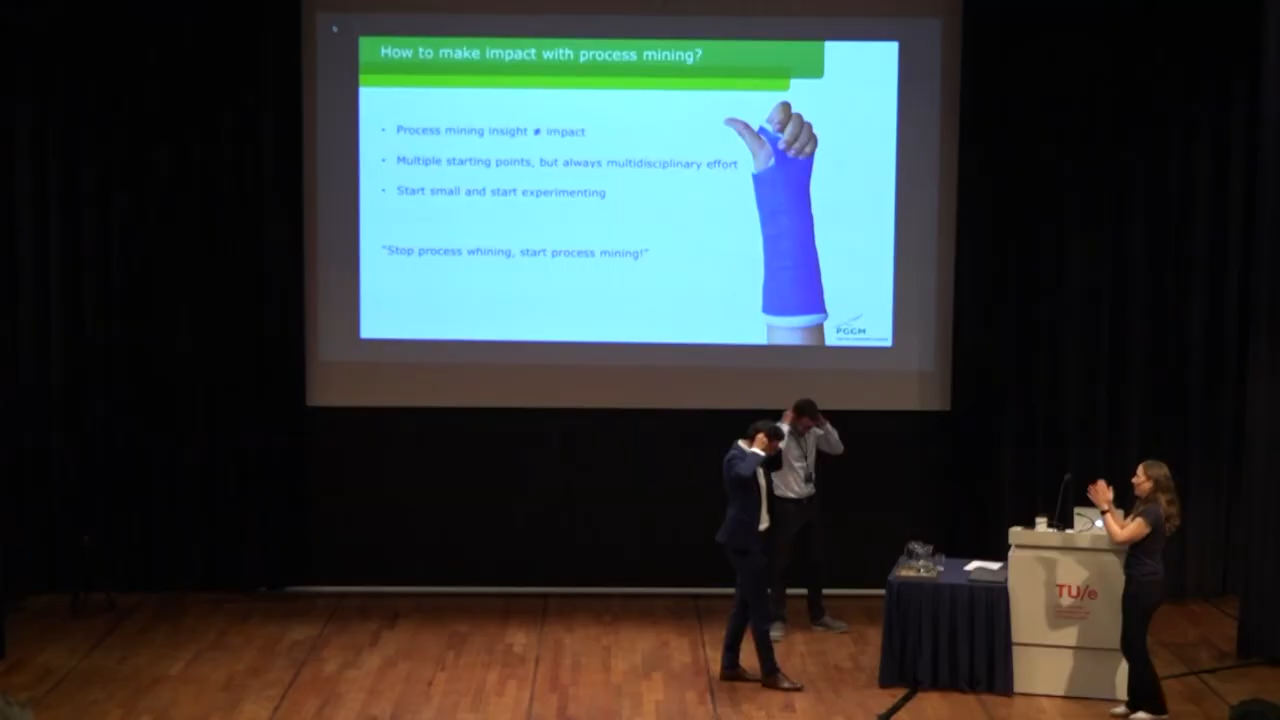 How to make impact with process mining?
• Process mining insight ≠ impact
• Multiple starting points, but always multidisciplinary effort
• Start small and start experimenting
"Stop process whining, start process mining!"
PGGM
TU/e